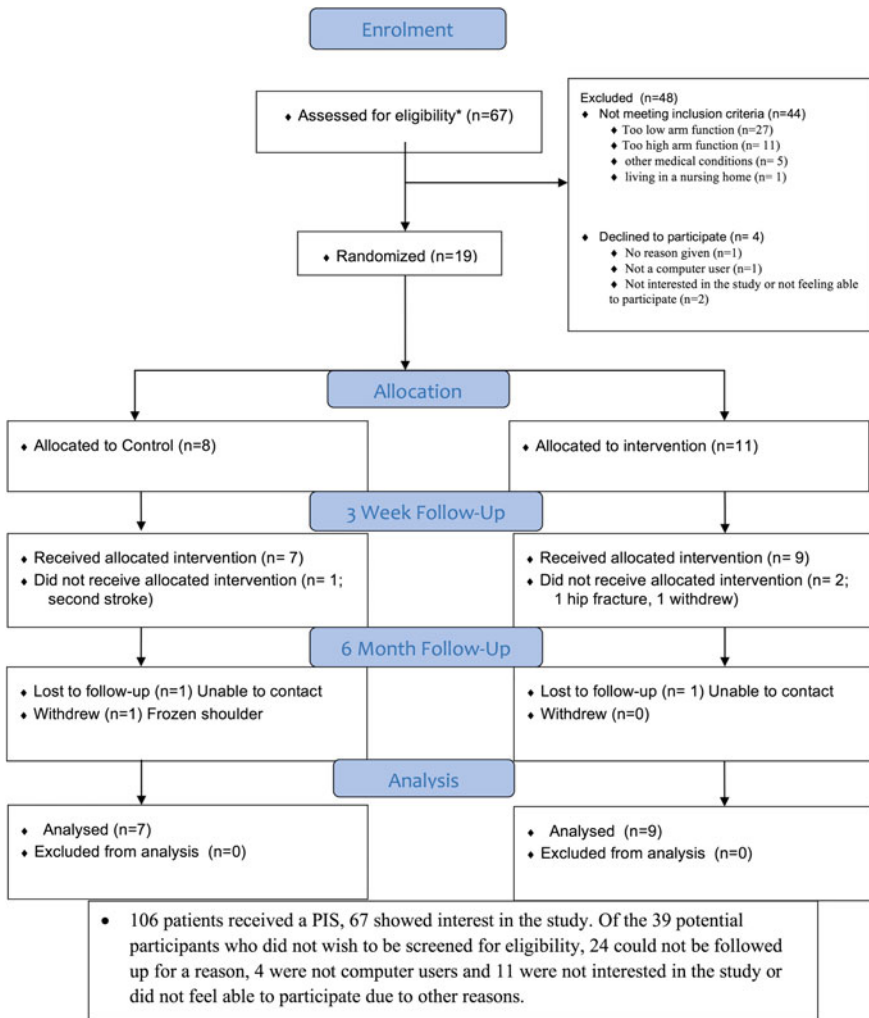 Enrolment
♦ Assessed for eligibility* (n=67)
Excluded (n=48)
♦ Not meeting inclusion criteria (n=44)
♦ Too low arm function (n=27)
♦ Too high arm function (n= 11)
♦ other medical conditions (n= 5)
♦ living in a nursing home (n= 1)
♦ Declined to participate (n= 4)
♦ No reason given (n=1)
♦ Not a computer user (n=1)
♦ Not interested in the study or not feeling able
to participate (n=2)
♦ Randomized (n=19)
Allocation
♦ Allocated to Control (n=8)
♦ Allocated to intervention (n=11)
3 Week Follow-Up
♦ Received allocated intervention (n= 7)
♦ Did not receive allocated intervention (n= 1;
second stroke)
♦ Received allocated intervention (n= 9)
♦ Did not receive allocated intervention (n= 2;
1 hip fracture, 1 withdrew)
6 Month Follow-Up
♦ Lost to follow-up (n=1) Unable to contact
♦ Withdrew (n=1) Frozen shoulder
♦ Lost to follow-up (n= 1) Unable to contact
♦ Withdrew (n=0)
Analysis
♦ Analysed (n=7)
♦ Excluded from analysis (n=0)
♦ Analysed (n=9)
♦ Excluded from analysis (n=0)
• 106 patients received a PIS, 67 showed interest in the study. Of the 39 potential
participants who did not wish to be screened for eligibility, 24 could not be followed
up for a reason, 4 were not computer users and 11 were not interested in the study or
did not feel able to participate due to other reasons.